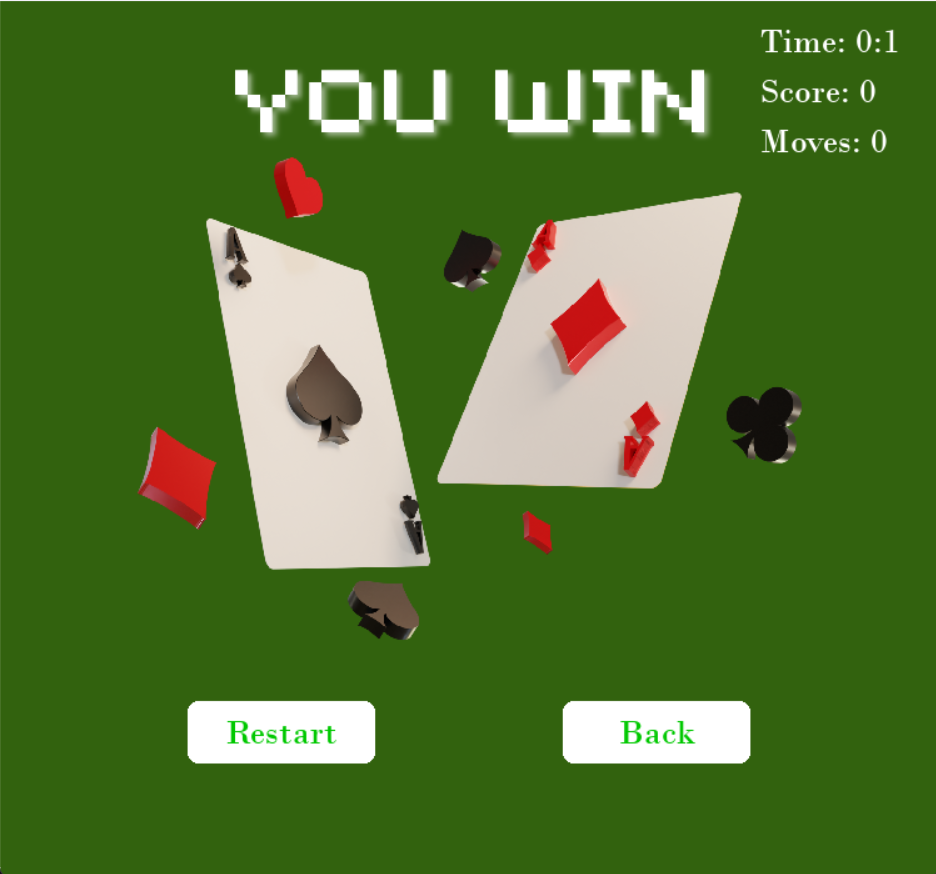 YOU WIN
Time: 0:1
Score: 0
Moves: 0
A
A
A
A
Restart
Back